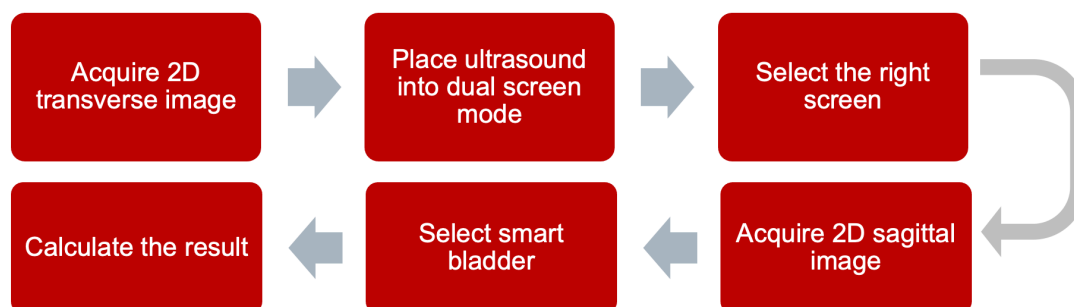 Acquire 2D
transverse image
Place ultrasound
into dual screen
mode
Select the right
screen
Acquire 2D sagittal
image
Select smart
bladder
Calculate the result